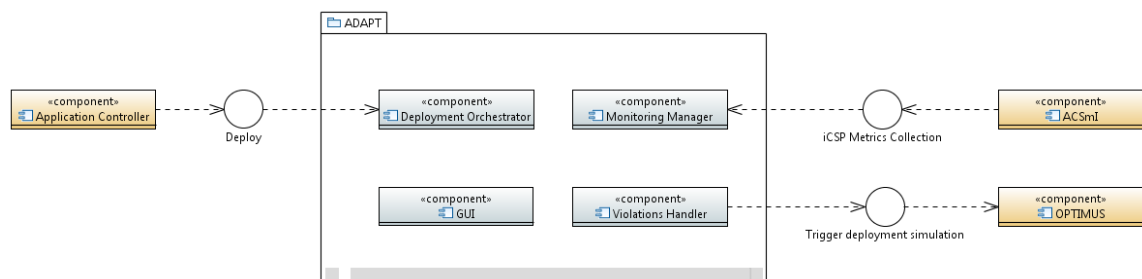 ADAPT
«component»
Application Controller
Deploy
«component»
Deployment Orchestrator
«component»
Monitoring Manager
iCSP Metrics Collection
«component»
ACSmI
«component»
GUI
«component»
Violations Handler
Trigger deployment simulation
«component»
OPTIMUS